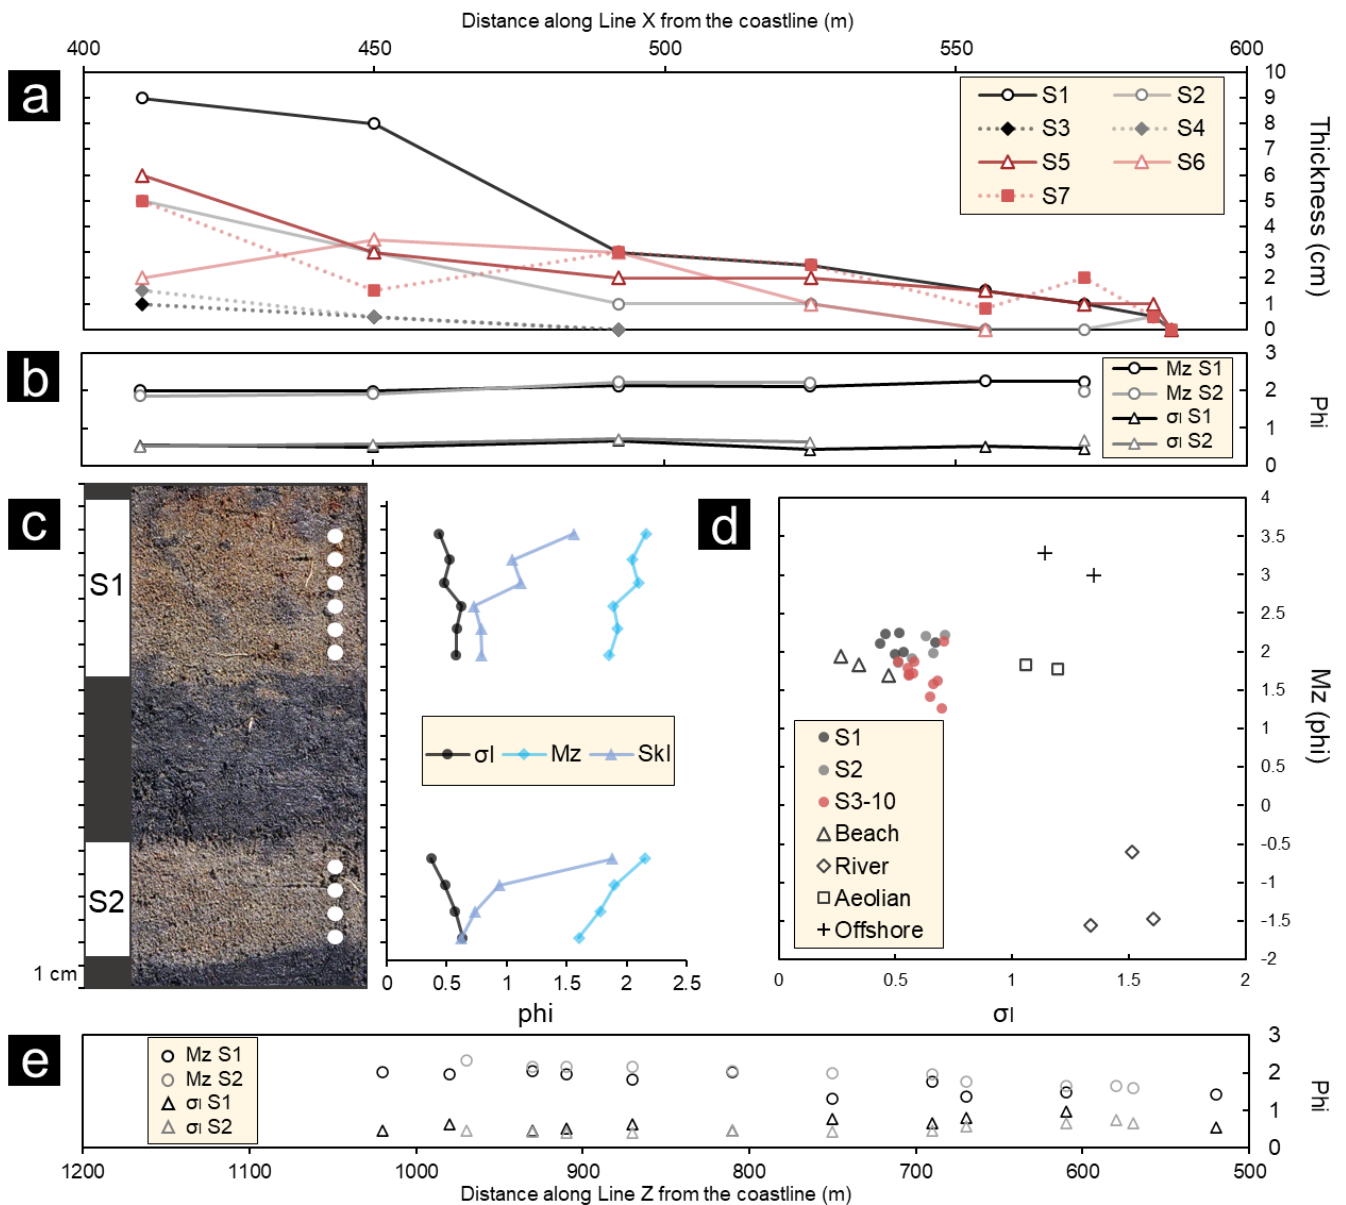 Distance along Line X from the coastline (m)
400 450 500 550 600
a
S1 S2
S3 S4
S5 S6
S7
10
9
8
7
6
5
4
3
2
1
0
Thickness (cm)
b
Mz S1
Mz S2
σI S1
σI S2
3
2
1
0
Phi
c
S1
S2
1 cm
σI Mz SkI
0 0.5 1 1.5 2 2.5
phi
d
4
3.5
3
2.5
2
1.5
1
0.5
0
-0.5
-1
-1.5
-2
Mz (phi)
S1
S2
S3-10
Beach
River
Aeolian
Offshore
0 0.5 1 1.5 2
σI
e
Mz S1
Mz S2
σI S1
σI S2
3
2
1
0
Phi
1200 1100 1000 900 800 700 600 500
Distance along Line Z from the coastline (m)